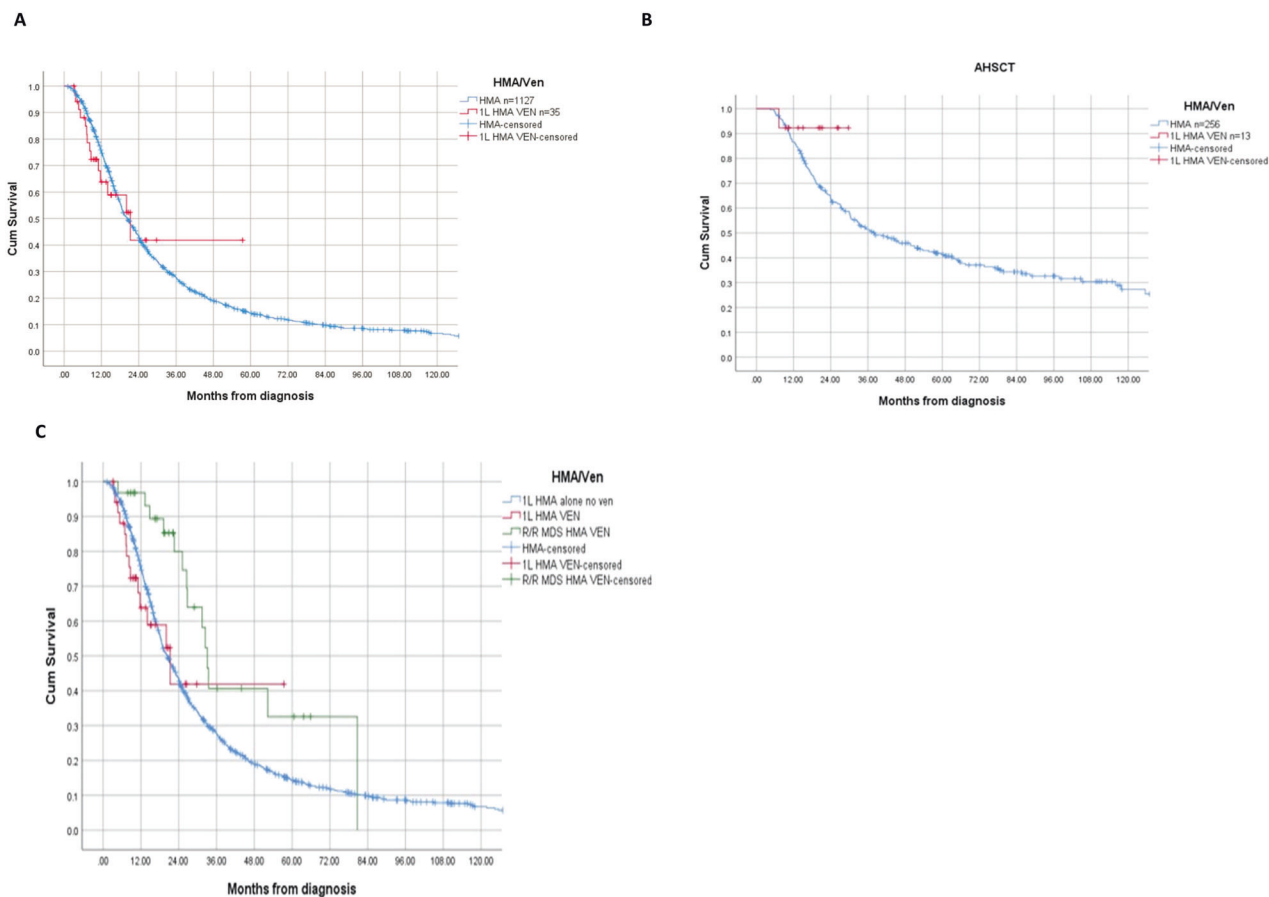 A
HMA/Ven
HMA n=1127
1L HMA VEN n=35
HMA-censored
1L HMA VEN-censored
Cum Survival
1.0
0.9
0.8
0.7
0.6
0.5
0.4
0.3
0.2
0.1
0.0
.00 12.00 24.00 36.00 48.00 60.00 72.00 84.00 96.00 108.00 120.00
Months from diagnosis
B
AHSCT
HMA/Ven
HMA n=256
1L HMA VEN n=13
HMA-censored
1L HMA VEN-censored
Cum Survival
1.0
0.9
0.8
0.7
0.6
0.5
0.4
0.3
0.2
0.1
0.0
.00 12.00 24.00 36.00 48.00 60.00 72.00 84.00 96.00 108.00 120.00
Months from diagnosis
C
HMA/Ven
1L HMA alone no ven
1L HMA VEN
R/R MDS HMA VEN
HMA-censored
1L HMA VEN-censored
R/R MDS HMA VEN-censored
Cum Survival
1.0
0.9
0.8
0.7
0.6
0.5
0.4
0.3
0.2
0.1
0.0
.00 12.00 24.00 36.00 48.00 60.00 72.00 84.00 96.00 108.00 120.00
Months from diagnosis